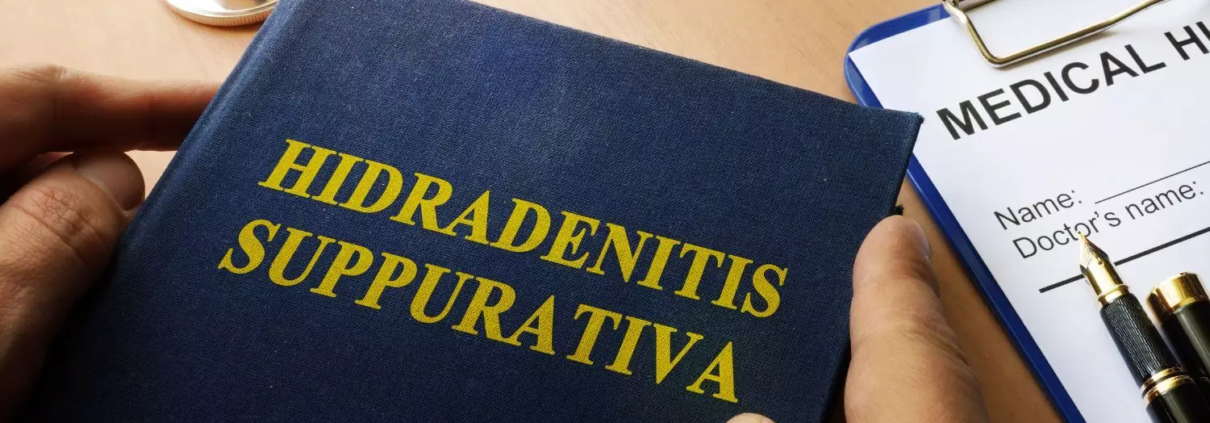 HIDRADENITIS
SUPPURATIVA
MEDICAL
Name:
Doctor's name: